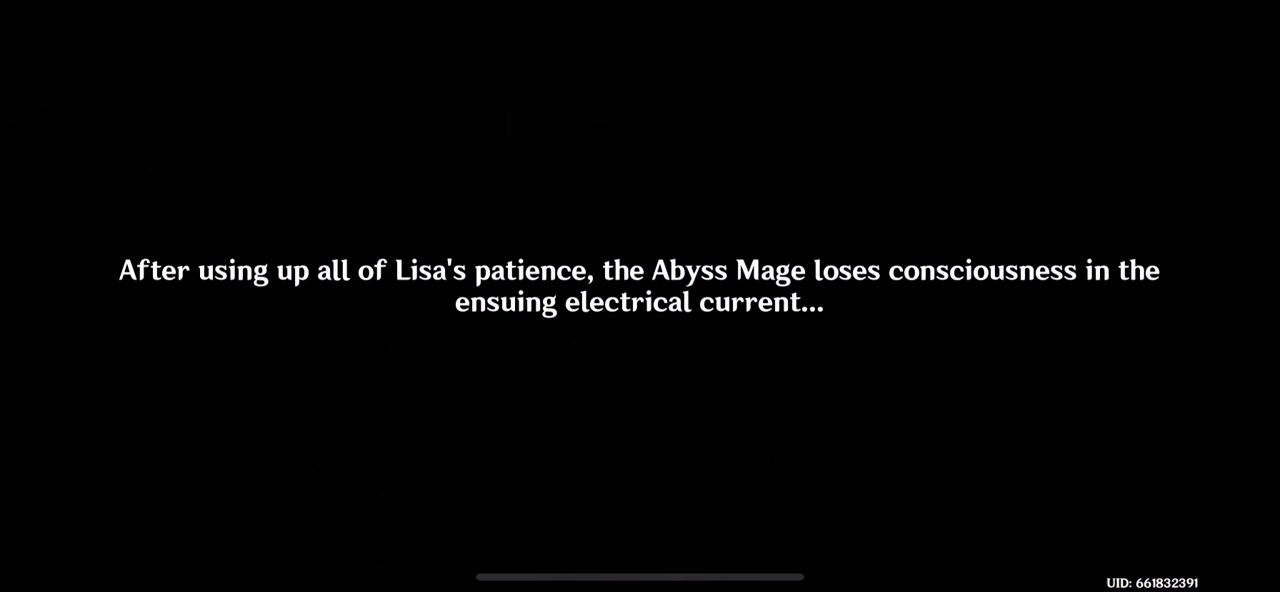 After using up all of Lisa's patience, the Abyss Mage loses consciousness in the
ensuing electrical current...
UID: 661832391